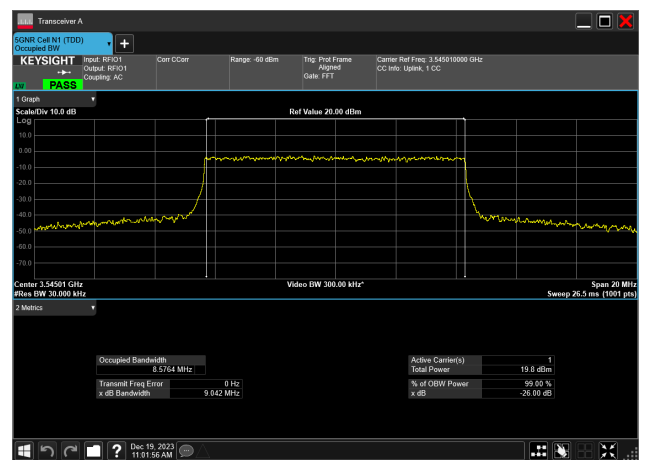 Transceiver A
5GNR Cell N1 (TDD)
Occupied BW
KEYSIGHT Input: RFIO1 Corr CCorr Range: -60 dBm Trig: Prot Frame Carrier Ref Freq: 3.545010000 GHz
Output: RFIO1 Aligned CC Info: Uplink, 1 CC
Coupling: AC Gate: FFT
LV PASS
1 Graph
Scale/Div 10.0 dB Ref Value 20.00 dBm
Log
10.0
0.00
-10.0
-20.0
-30.0
-40.0
-50.0
-60.0
-70.0
Center 3.54501 GHz Video BW 300.00 kHz* Span 20 MHz
#Res BW 30.000 kHz Sweep 26.5 ms (1001 pts)
2 Metrics
Occupied Bandwidth Active Carrier(s) 1
8.5764 MHz Total Power 19.8 dBm
Transmit Freq Error 0 Hz % of OBW Power 99.00 %
x dB Bandwidth 9.042 MHz x dB -26.00 dB
Dec 19, 2023
11:01:56 AM